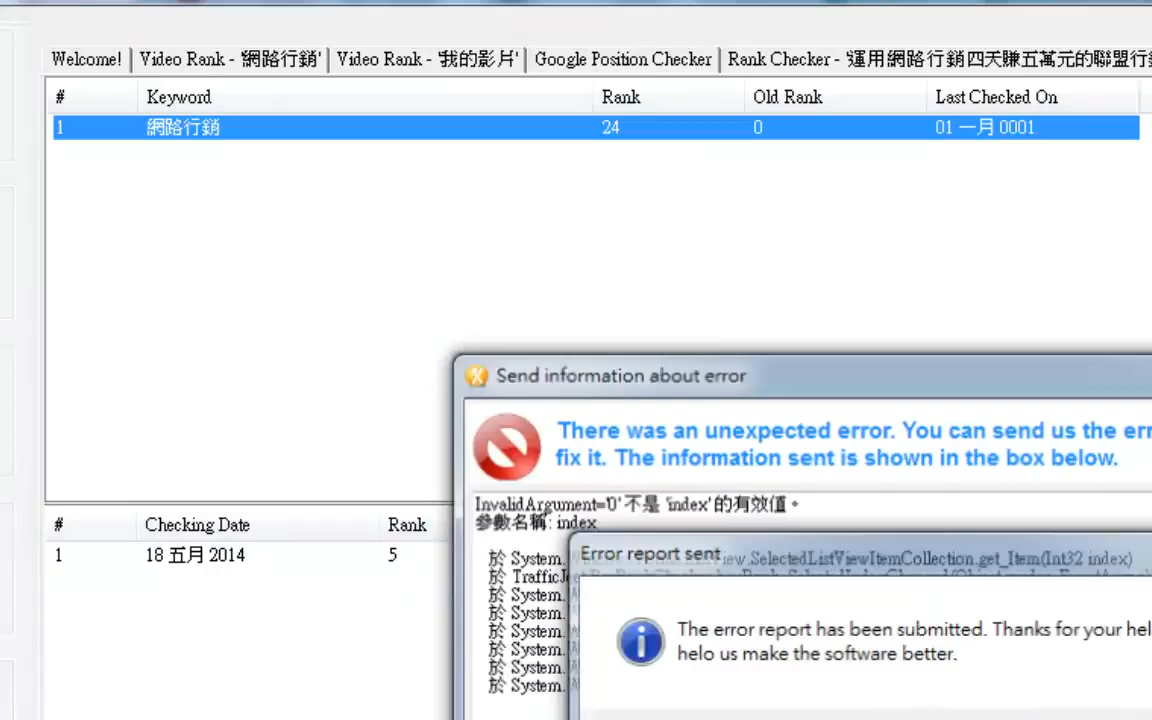 Welcome! Video Rank - '網路行銷' Video Rank - '我的影片' Google Position Checker Rank Checker - '運用網路行銷四天賺五萬元的聯盟行
# Keyword Rank Old Rank Last Checked On
1 網路行銷 24 0 01 一月 0001
Send information about error
There was an unexpected error. You can send us the err
fix it. The information sent is shown in the box below.
InvalidArgument='0' 不是 'index' 的有效值。
參數名稱: index
# Checking Date Rank
1 18 五月 2014 5
於 System. View.SelectedListViewItemCollection.get_Item(Int32 index)
於 TrafficJ
於 System.
於 System.
於 System.
於 System.
於 System.
於 System.
Error report sent
The error report has been submitted. Thanks for your hel
helo us make the software better.